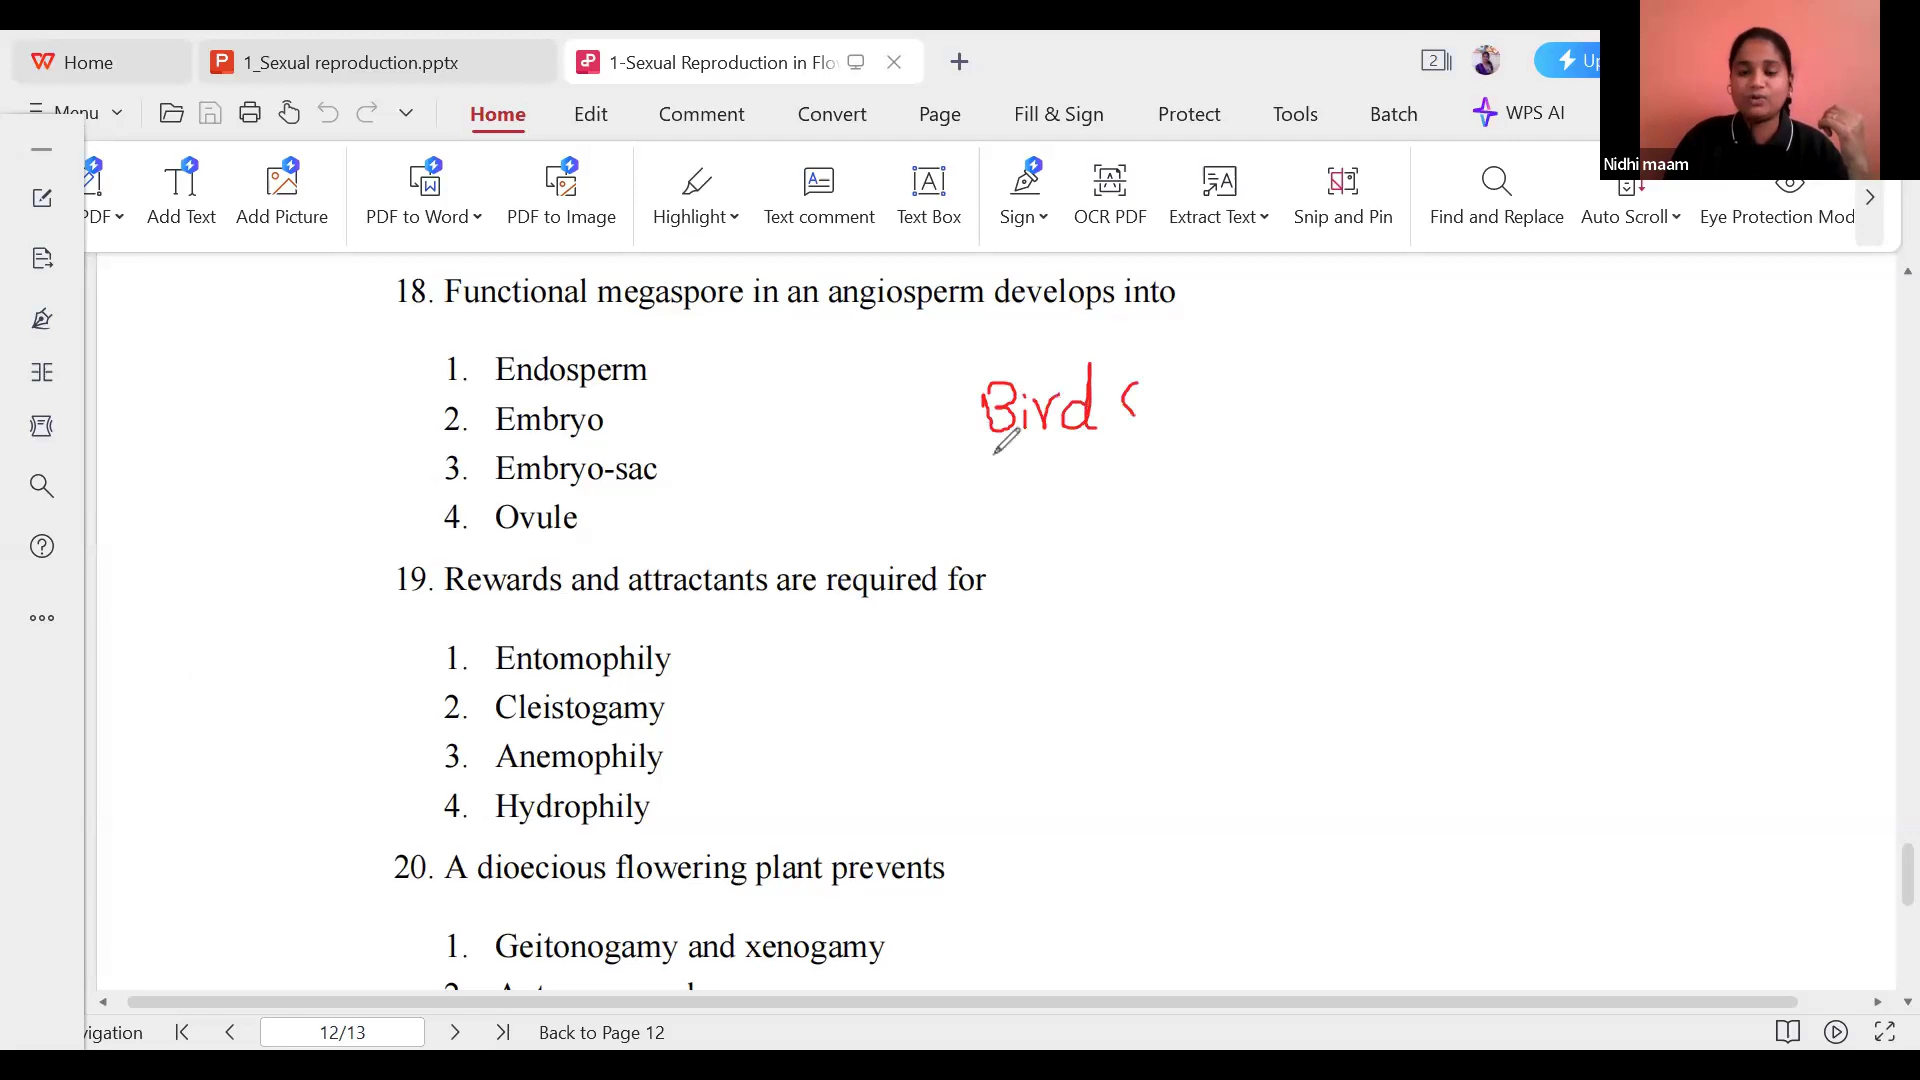 Home
1_Sexual reproduction.pptx
1-Sexual Reproduction in Flo
2
Up
Menu
Home
Edit
Comment
Convert
Page
Fill & Sign
Protect
Tools
Batch
WPS AI
Nidhi maam
PDF
Add Text
Add Picture
PDF to Word
PDF to Image
Highlight
Text comment
Text Box
Sign
OCR PDF
Extract Text
Snip and Pin
Find and Replace
Auto Scroll
Eye Protection Mod
18. Functional megaspore in an angiosperm develops into
1. Endosperm
Bird (
2. Embryo
3. Embryo-sac
4. Ovule
19. Rewards and attractants are required for
1. Entomophily
2. Cleistogamy
3. Anemophily
4. Hydrophily
20. A dioecious flowering plant prevents
1. Geitonogamy and xenogamy
vigation
12/13
Back to Page 12